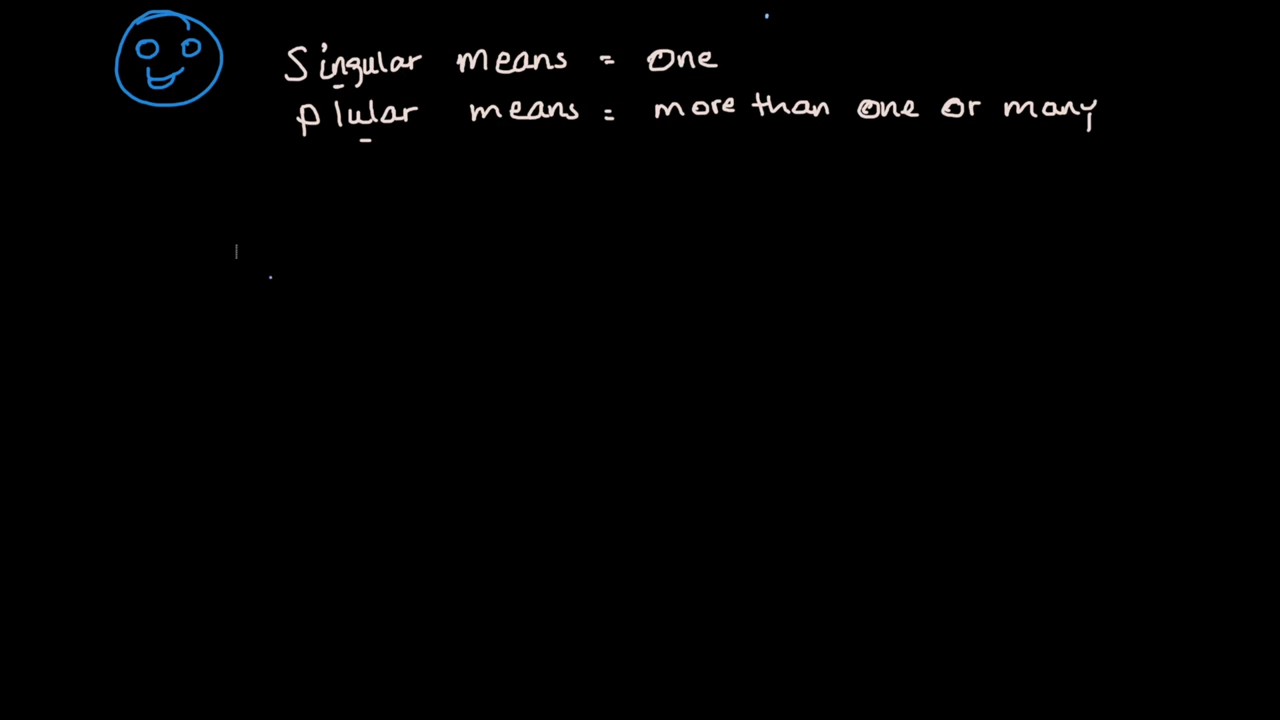 Singular means = one
plular means = more than one or many